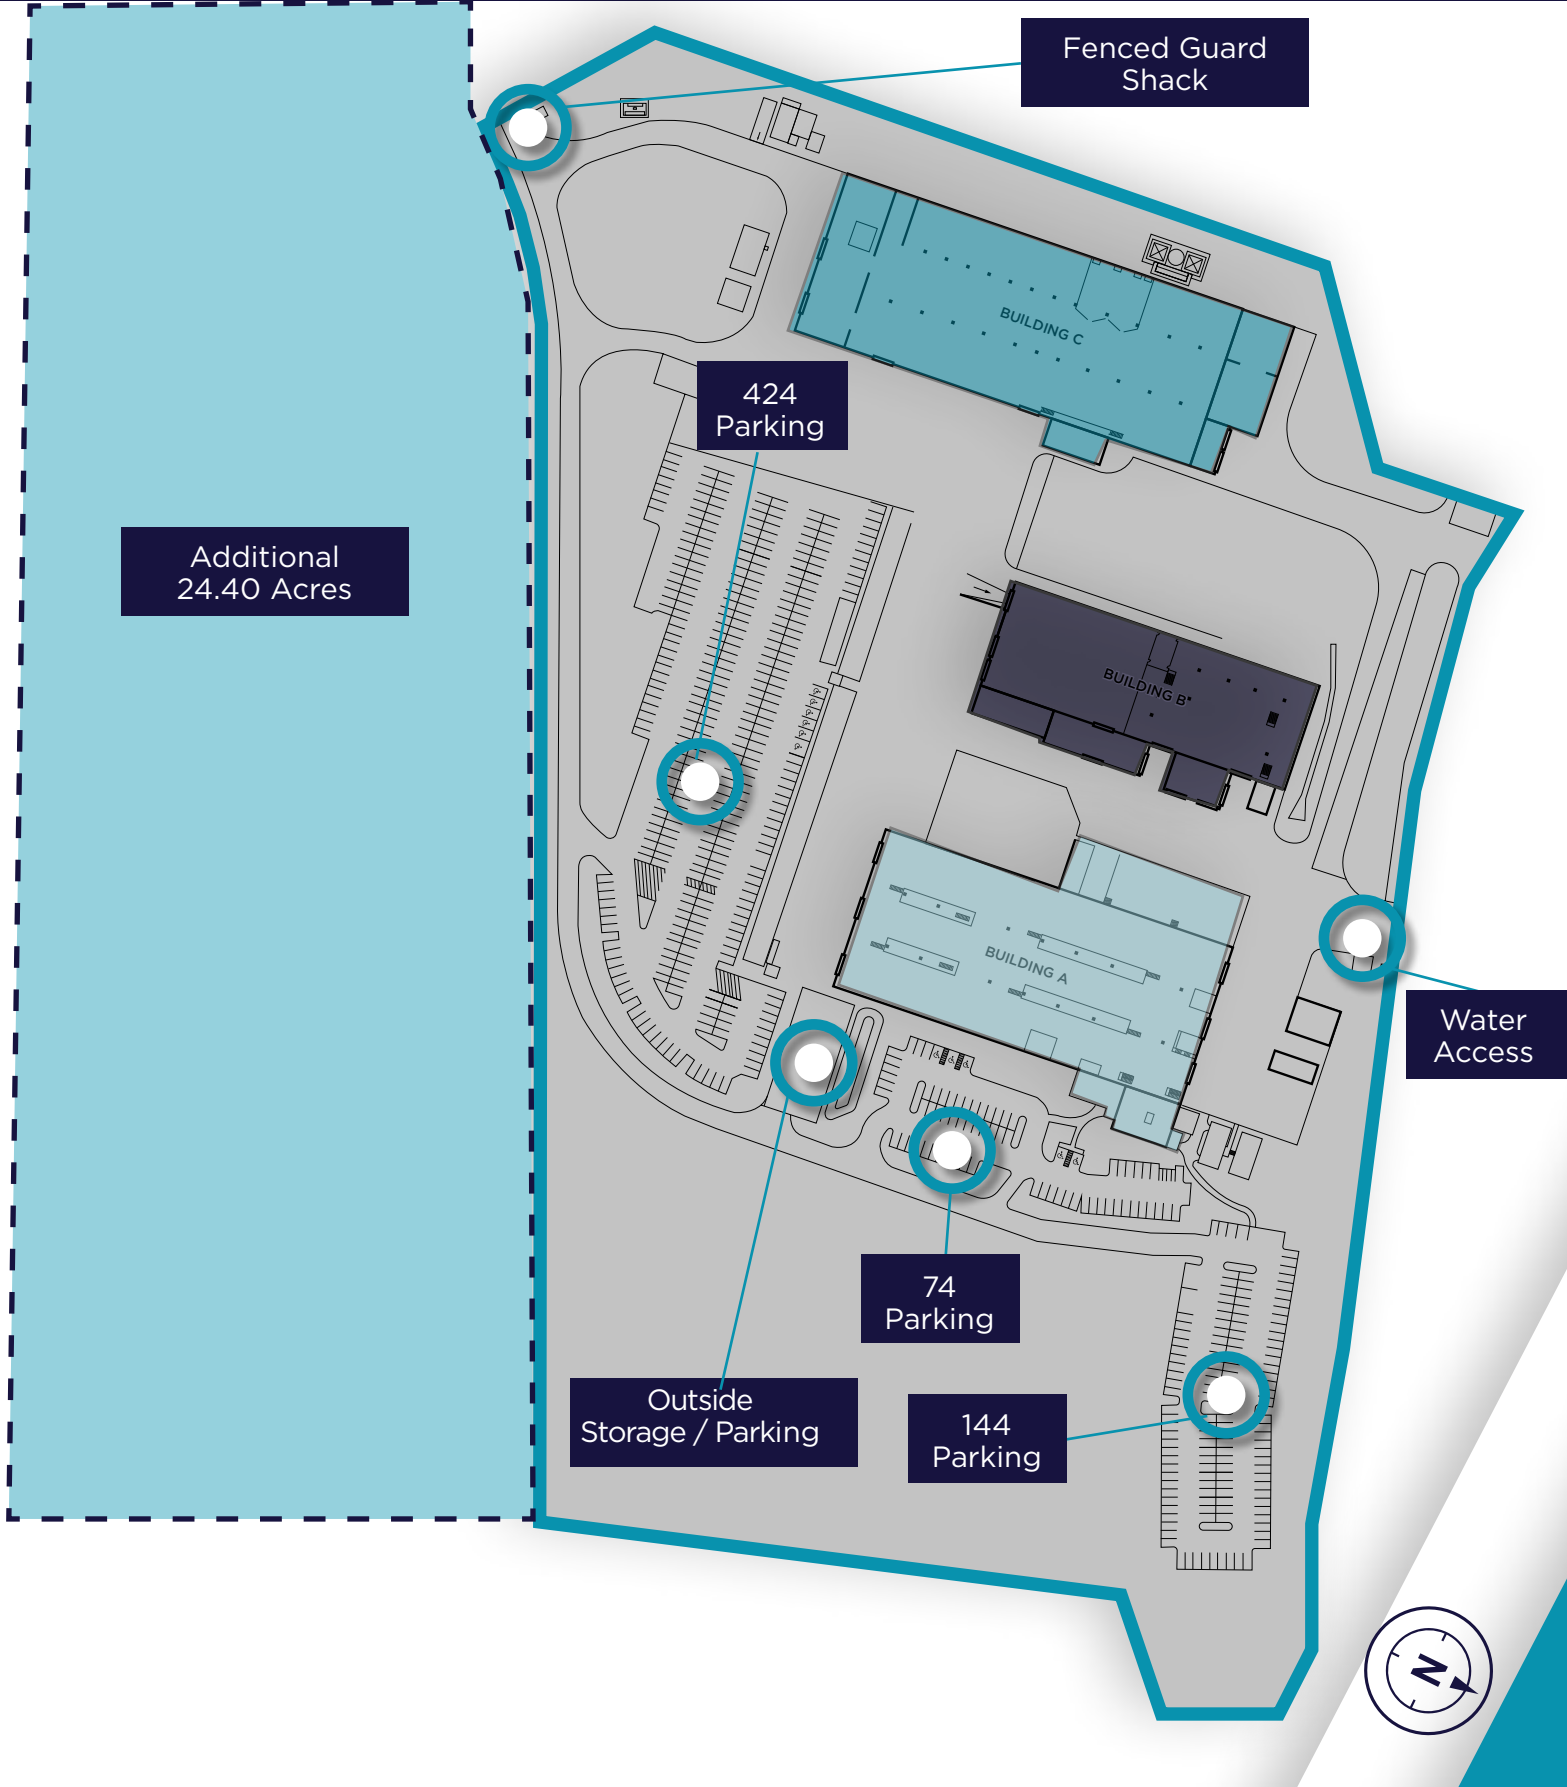 Fenced Guard
Shack
BUILDING C
424
Parking
Additional
24.40 Acres
BUILDING B
BUILDING A
Water
Access
74
Parking
Outside
Storage / Parking
144
Parking
N